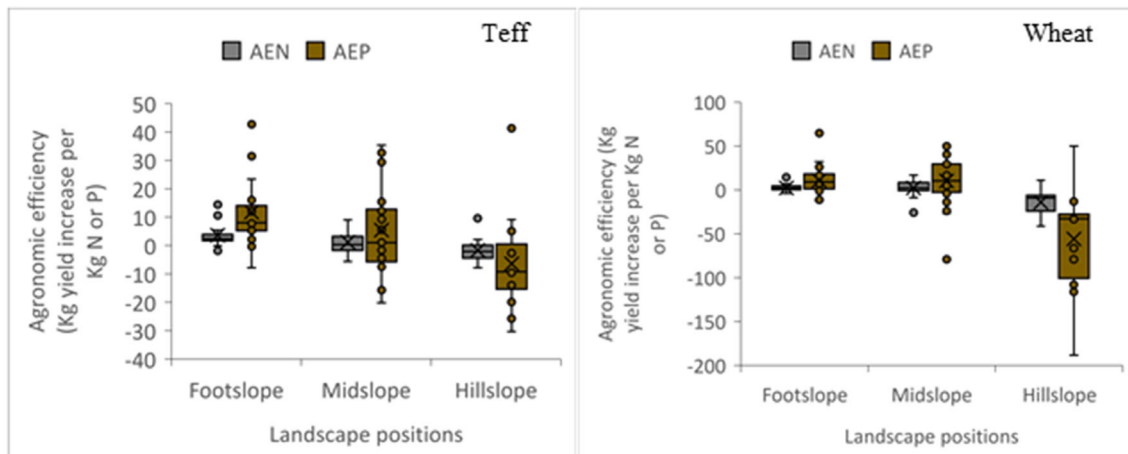 Teff
AEN AEP
Agronomic efficiency
(Kg yield increase per
Kg N or P)
50
40
30
20
10
0
-10
-20
-30
-40
Footslope Midslope Hillslope
Landscape positions
Wheat
AEN AEP
Agronomic efficiency (Kg
yield increase per Kg N
or P)
100
50
0
-50
-100
-150
-200
Footslope Midslope Hillslope
Landscape positions